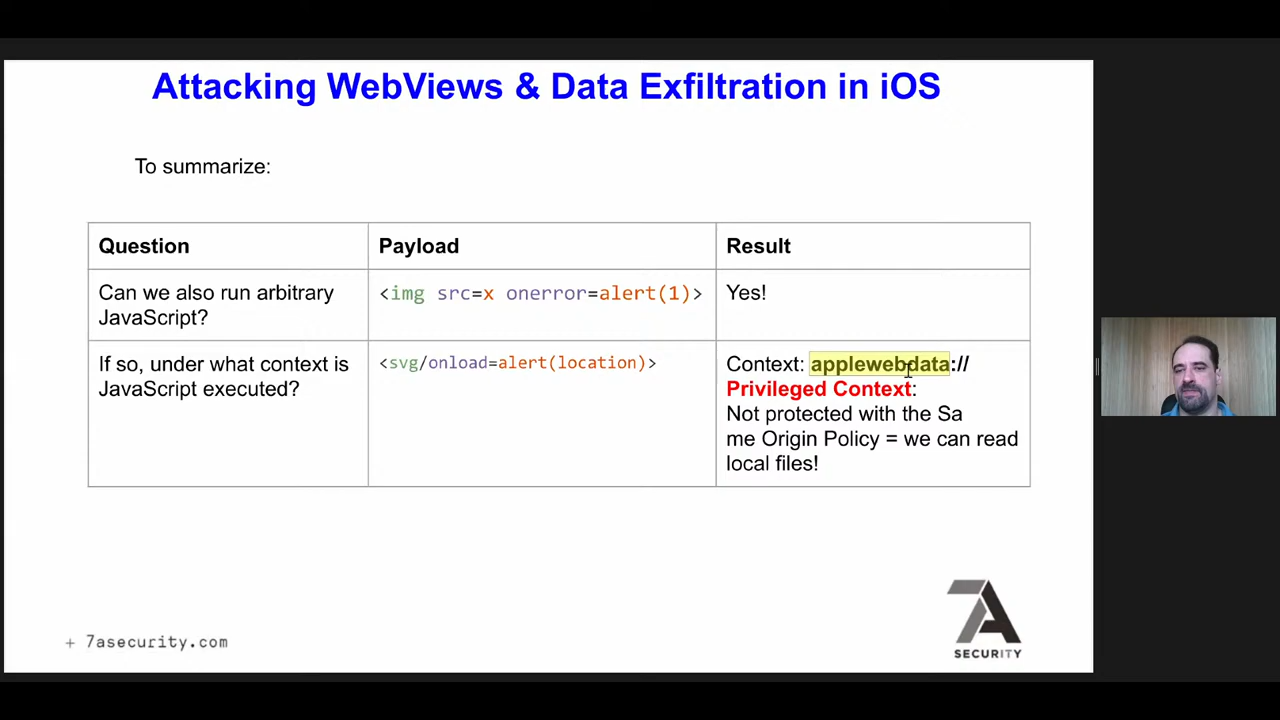 Attacking WebViews & Data Exfiltration in iOS
To summarize:
Question
Payload
Result
Can we also run arbitrary
JavaScript?
<img src=x onerror=alert(1)>
Yes!
If so, under what context is
JavaScript executed?
<svg/onload=alert(location)>
Context: applewebdata://
Privileged Context:
Not protected with the Sa
me Origin Policy = we can read
local files!
+ 7asecurity.com
7A
SECURITY